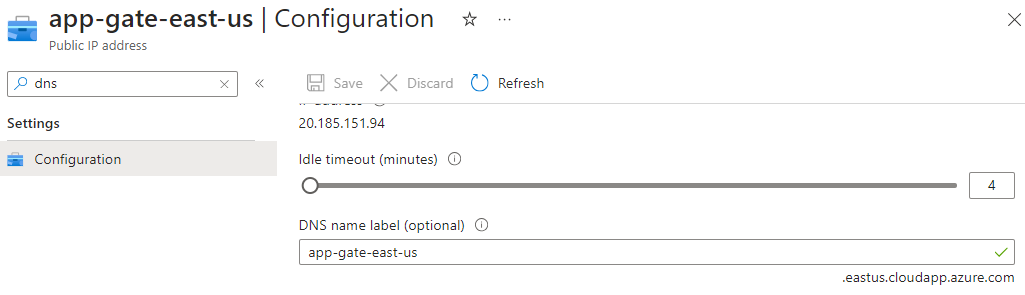 app-gate-east-us | Configuration
Public IP address
dns
Save Discard Refresh
Settings
Configuration
20.185.151.94
Idle timeout (minutes)
4
DNS name label (optional)
app-gate-east-us
.eastus.cloudapp.azure.com